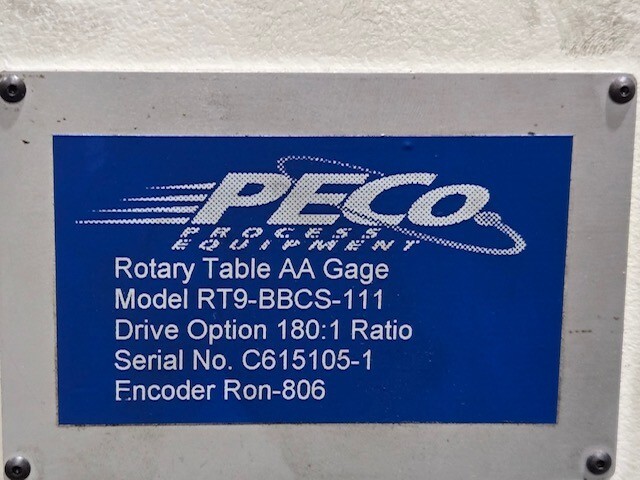 PECO
PROCESS
EQUIPMENT
Rotary Table AA Gage
Model RT9-BBCS-111
Drive Option 180:1 Ratio
Serial No. C615105-1
Encoder Ron-806